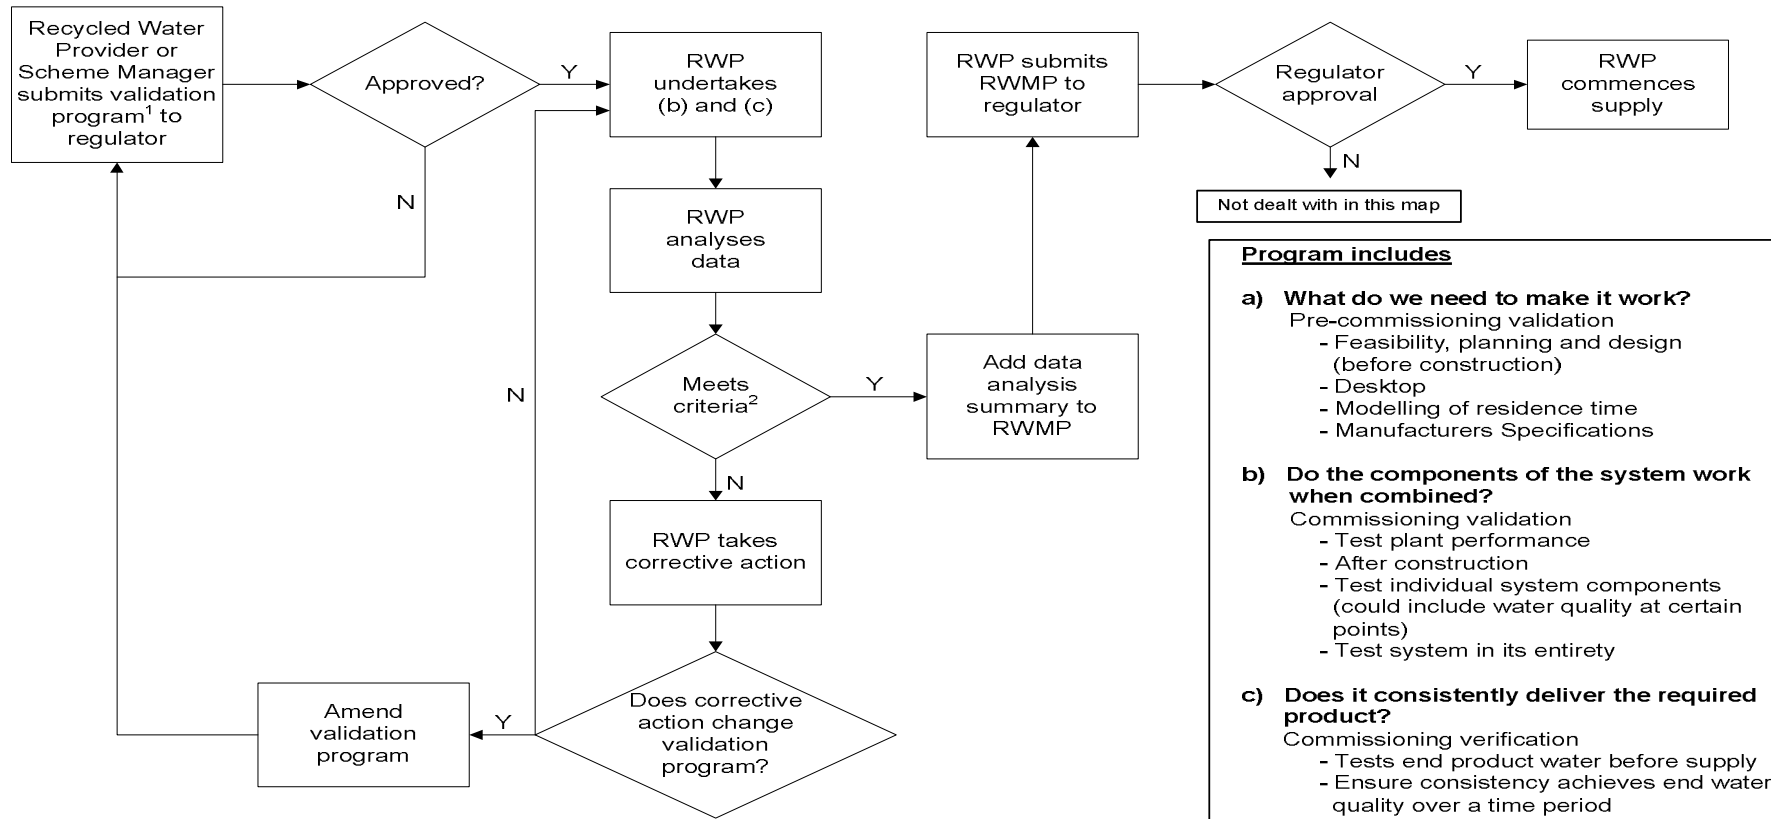 Recycled Water
Provider or
Scheme Manager
submits validation
program¹ to
regulator
Approved?
Y
N
RWP
undertakes
(b) and (c)
RWP
analyses
data
Meets
criteria²
Y
N
Add data
analysis
summary to
RWMP
RWP submits
RWMP to
regulator
Regulator
approval
Y
N
RWP
commences
supply
Not dealt with in this map
RWP takes
corrective action
Does corrective
action change
validation
program?
Y
N
Amend
validation
program
Program includes
a) What do we need to make it work?
Pre-commissioning validation
- Feasibility, planning and design
(before construction)
- Desktop
- Modelling of residence time
- Manufacturers Specifications
b) Do the components of the system work
when combined?
Commissioning validation
- Test plant performance
- After construction
- Test individual system components
(could include water quality at certain
points)
- Test system in its entirety
c) Does it consistently deliver the required
product?
Commissioning verification
- Tests end product water before supply
- Ensure consistency achieves end water
quality over a time period